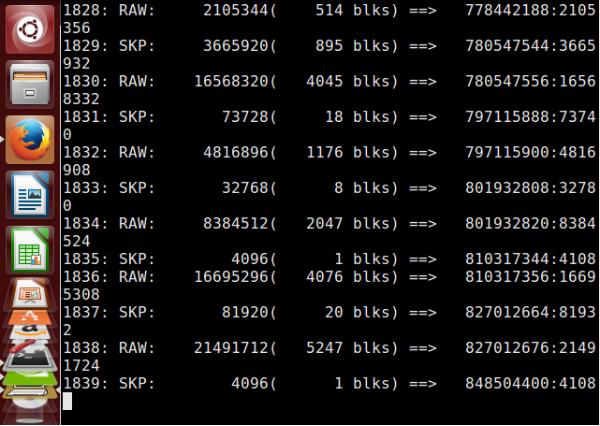 1828: RAW:     2105344(    514 blks) ==>   778442188:2105
356
1829: SKP:     3665920(    895 blks) ==>   780547544:3665
932
1830: RAW:    16568320(   4045 blks) ==>   780547556:1656
8332
1831: SKP:       73728(     18 blks) ==>   797115888:7374
0
1832: RAW:     4816896(   1176 blks) ==>   797115900:4816
908
1833: SKP:       32768(      8 blks) ==>   801932808:3278
0
1834: RAW:     8384512(   2047 blks) ==>   801932820:8384
524
1835: SKP:        4096(      1 blks) ==>   810317344:4108
1836: RAW:    16695296(   4076 blks) ==>   810317356:1669
5308
1837: SKP:       81920(     20 blks) ==>   827012664:8193
2
1838: RAW:    21491712(   5247 blks) ==>   827012676:2149
1724
1839: SKP:        4096(      1 blks) ==>   848504400:4108